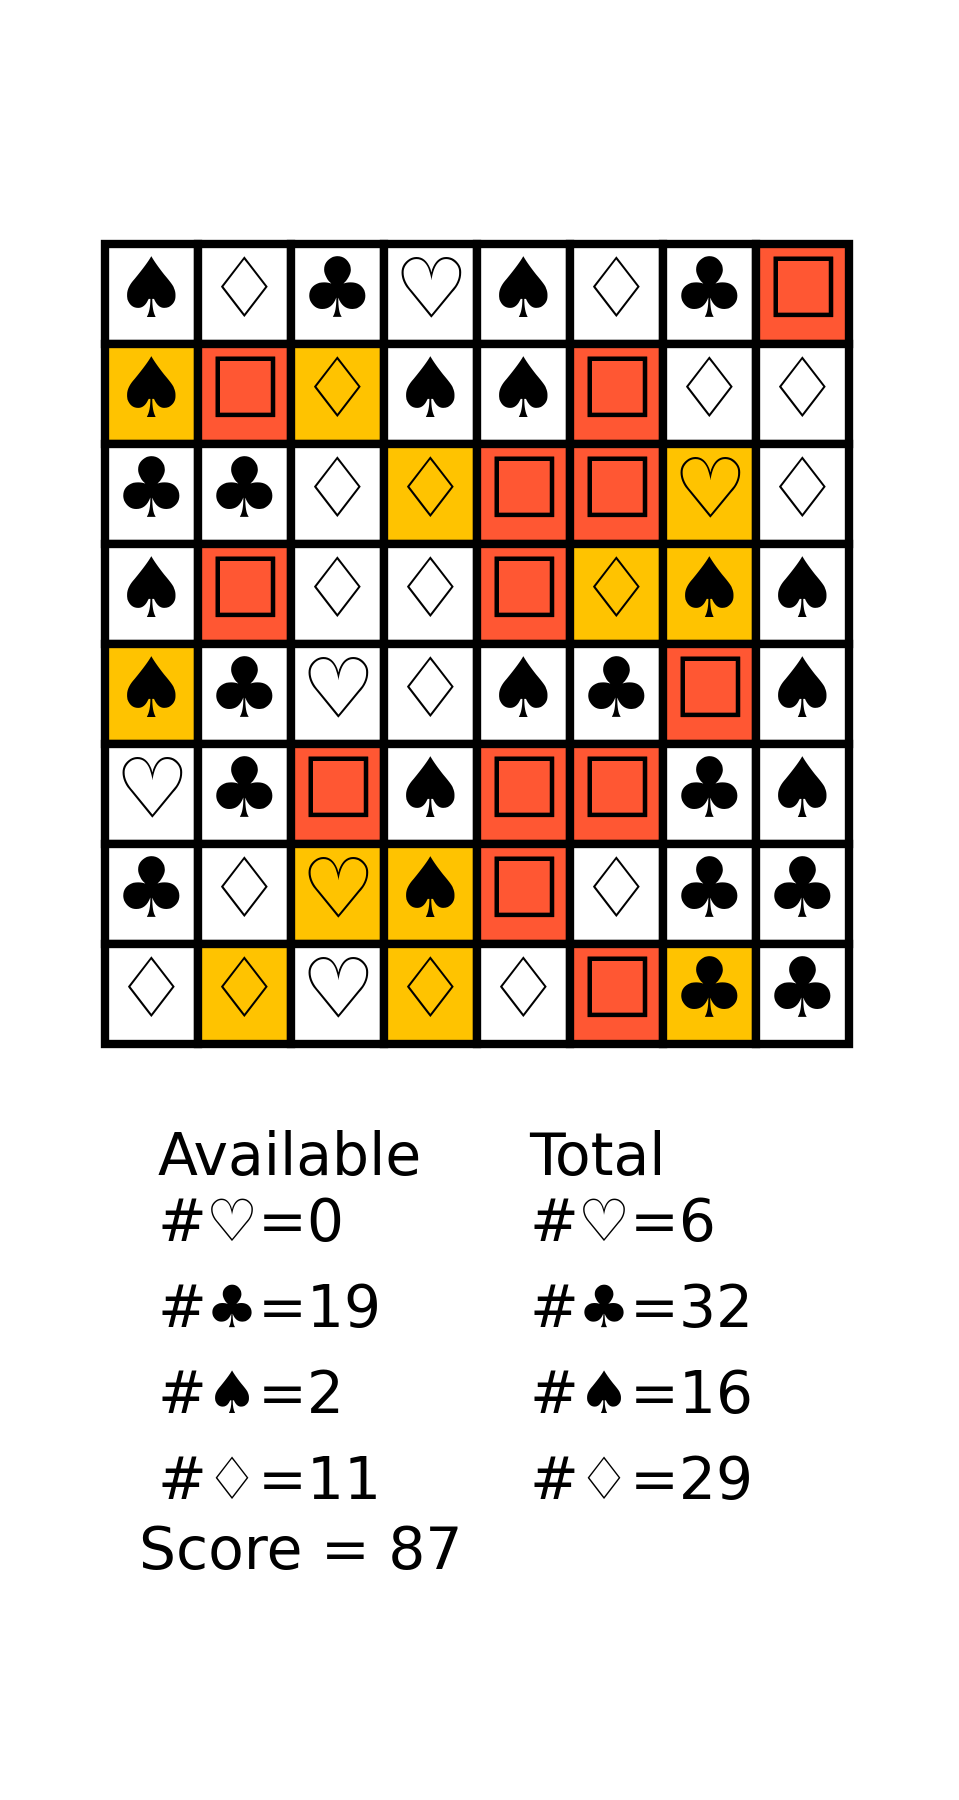 ♠ ♢ ♣ ♡ ♠ ♢ ♣ □
♠ □ ♢ ♠ ♠ □ ♢ ♢
♣ ♣ ♢ ♢ □ □ ♡ ♢
♠ □ ♢ ♢ □ ♢ ♠ ♠
♠ ♣ ♡ ♢ ♠ ♣ □ ♠
♡ ♣ □ ♠ □ □ ♣ ♠
♣ ♢ ♡ ♠ □ ♢ ♣ ♣
♢ ♢ ♡ ♢ ♢ □ ♣ ♣
Available Total
#♡=0 #♡=6
#♣=19 #♣=32
#♠=2 #♠=16
#♢=11 #♢=29
Score = 87